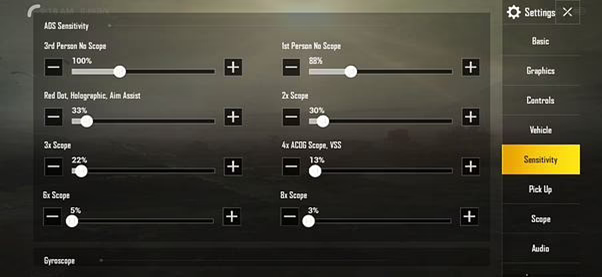 Settings
ADS Sensitivity
3rd Person No Scope
1st Person No Scope
100%
88%
Red Dot, Holographic, Aim Assist
2x Scope
33%
30%
3x Scope
4x ACOG Scope, VSS
22%
13%
6x Scope
8x Scope
5%
3%
Gyroscope
Basic
Graphics
Controls
Vehicle
Sensitivity
Pick Up
Scope
Audio